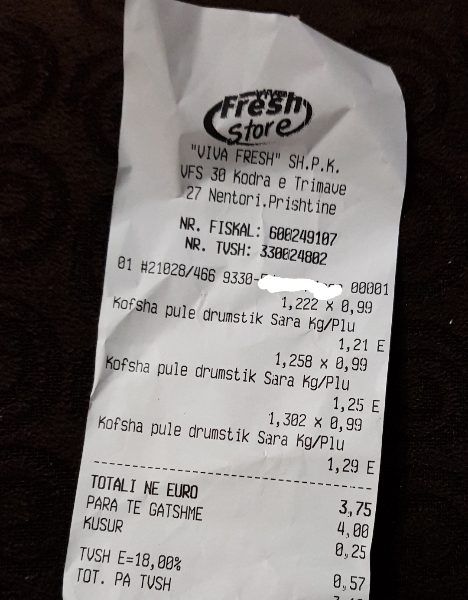 VIVA
Fresh
Store
"VIVA FRESH" SH.P.K.
VFS 30 Kodra e Trimave
27 Nentori.Prishtine
NR. FISKAL: 600249107
NR. TVSH: 330024802
01 #21028/466 9330- 00001
1,222 x 0,99
Kofsha pule drumstik Sara Kg/Plu
1,21 E
1,258 x 0,99
Kofsha pule drumstik Sara Kg/Plu
1,25 E
1,302 x 0,99
Kofsha pule drumstik Sara Kg/Plu
1,29 E
TOTALI NE EURO 3,75
PARA TE GATSHME 4,00
KUSUR 0,25
TVSH E=18,00% 0,57
TOT. PA TVSH